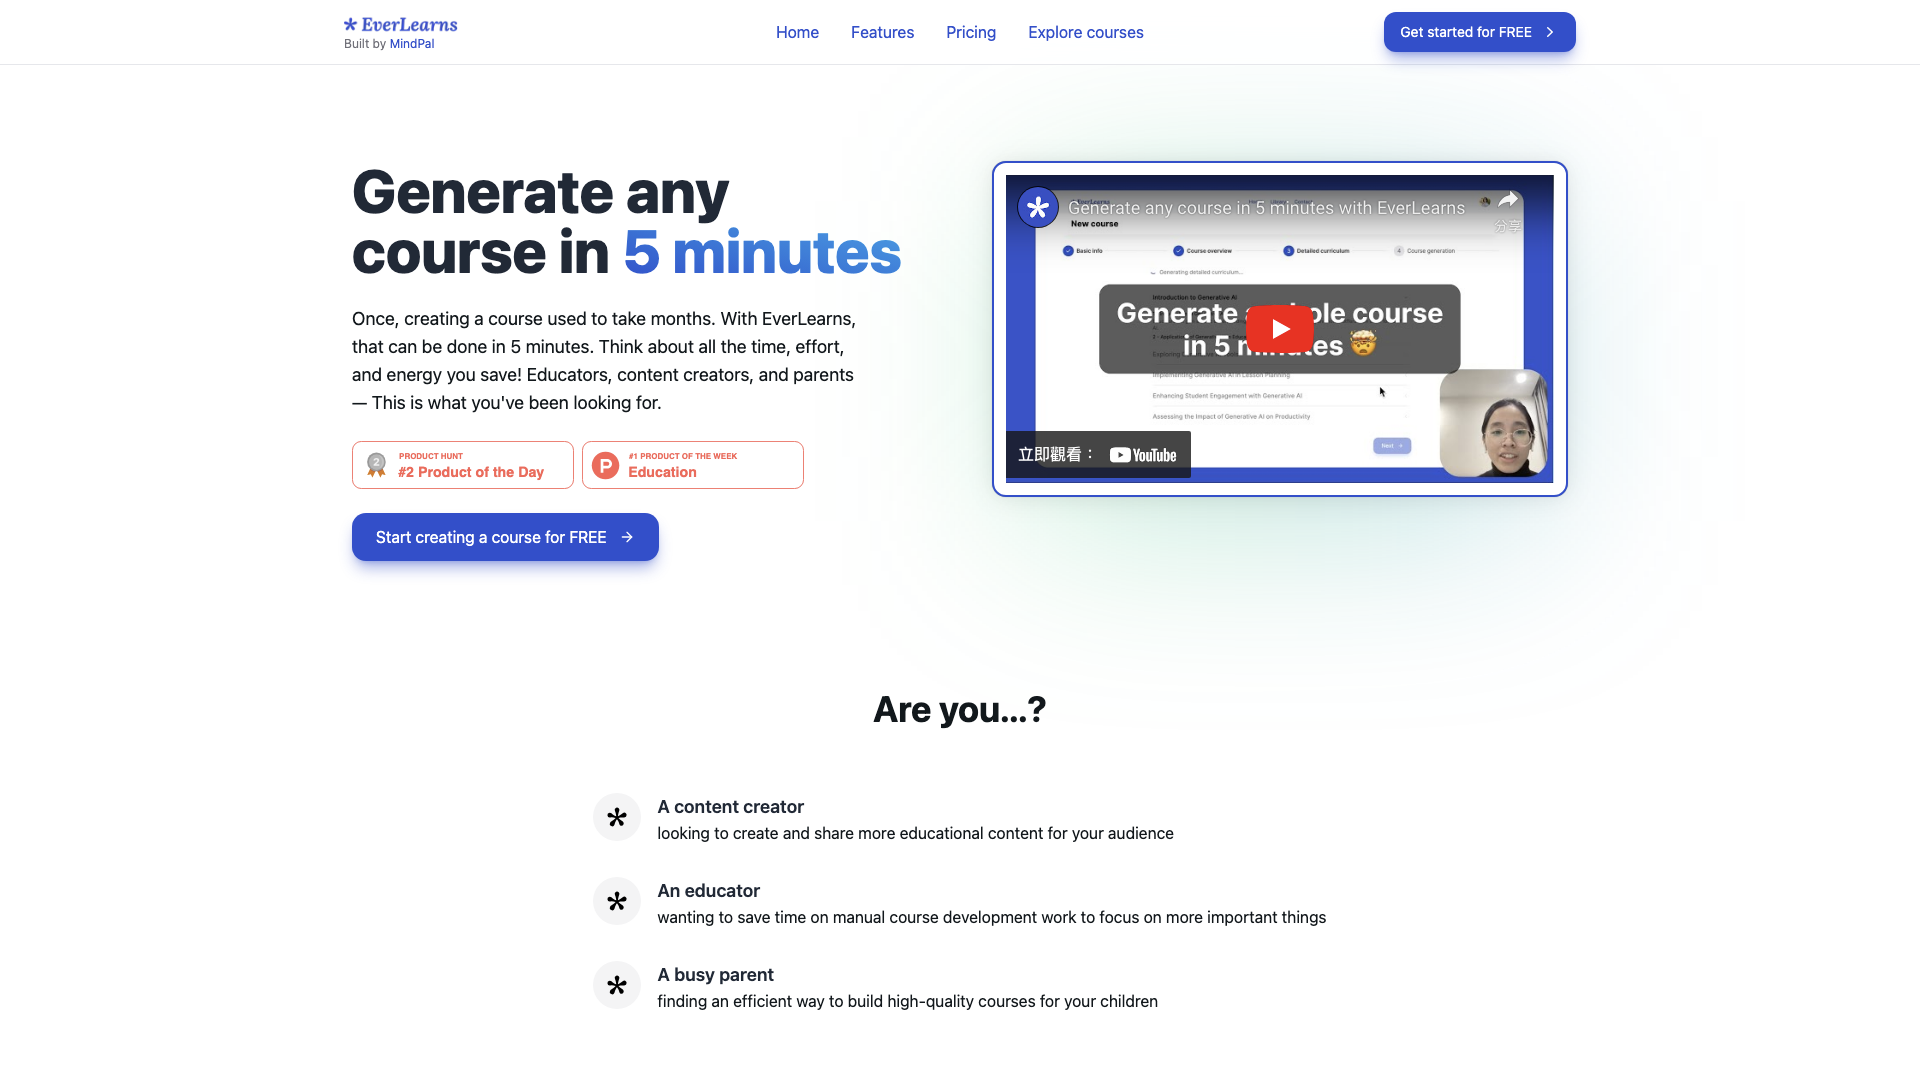 EverLearns
Built by MindPal
Home
Features
Pricing
Explore courses
Get started for FREE
Generate any
course in 5 minutes
Once, creating a course used to take months. With EverLearns,
that can be done in 5 minutes. Think about all the time, effort,
and energy you save! Educators, content creators, and parents
— This is what you've been looking for.
PRODUCT HUNT
#2 Product of the Day
#1 PRODUCT OF THE WEEK
Education
Start creating a course for FREE
Generate any course in 5 minutes with EverLearns
分享
New course
Basic info
Course overview
3 Detailed curriculum
4 Course generation
Generating detailed curriculum...
Introduction to Generative AI
Generate a whole course
in 5 minutes 🤯
Implementing Generative AI in Lesson Planning
Enhancing Student Engagement with Generative AI
Assessing the Impact of Generative AI on Productivity
Next
立即觀看：
YouTube
Are you...?
A content creator
looking to create and share more educational content for your audience
An educator
wanting to save time on manual course development work to focus on more important things
A busy parent
finding an efficient way to build high-quality courses for your children